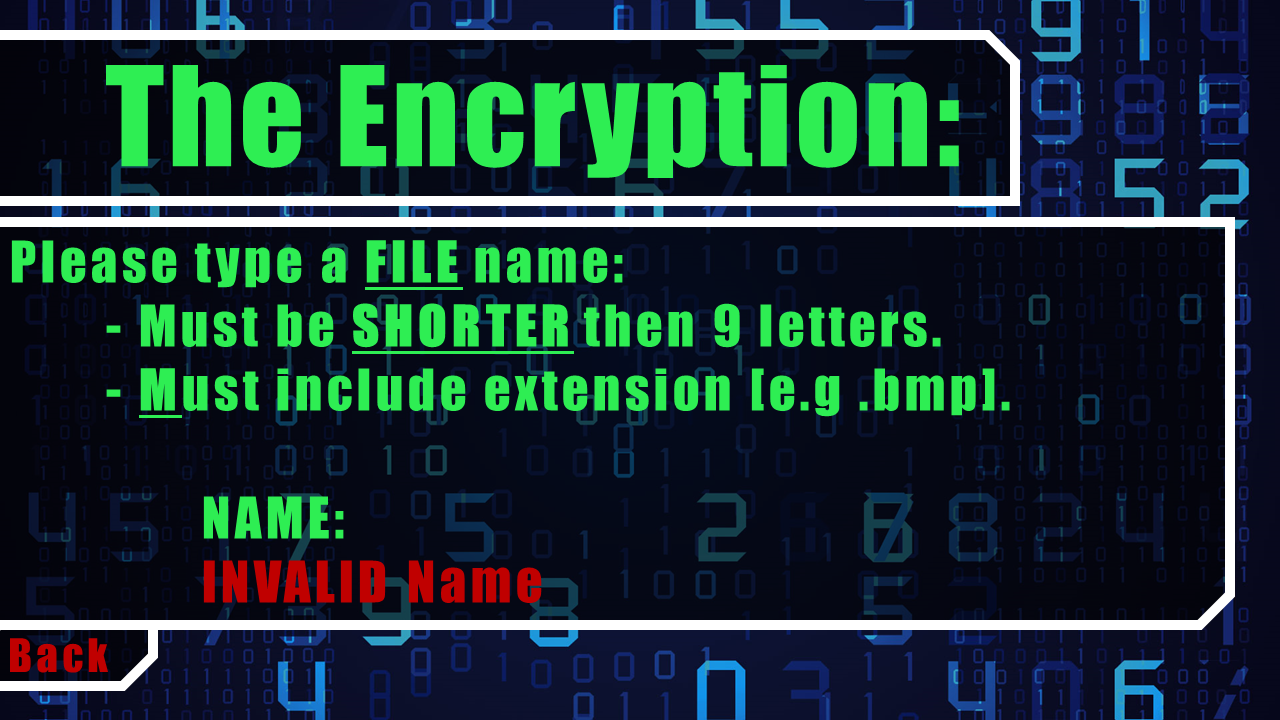 The Encryption:
Please type a FILE name:
- Must be SHORTER then 9 letters.
- Must include extension [e.g .bmp].
NAME:
INVALID Name
Back